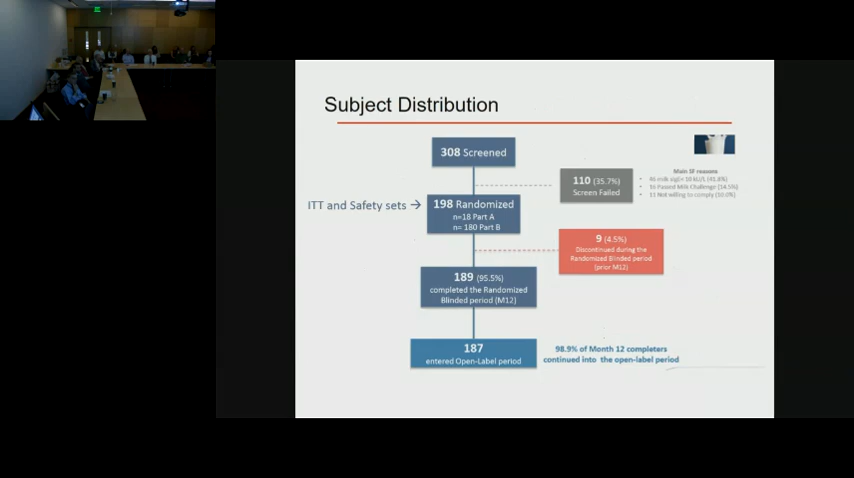 Subject Distribution
308 Screened
110 (35.7%)
Screen Failed
Main SF reasons
• 46 milk sIgE< 10 kU/L (41.8%)
• 16 Passed Milk Challenge (14.5%)
• 11 Not willing to comply (10.0%)
ITT and Safety sets →
198 Randomized
n=18 Part A
n= 180 Part B
9 (4.5%)
Discontinued during the
Randomized Blinded period
(prior M12)
189 (95.5%)
completed the Randomized
Blinded period (M12)
187
entered Open-Label period
98.9% of Month 12 completers
continued into the open-label period